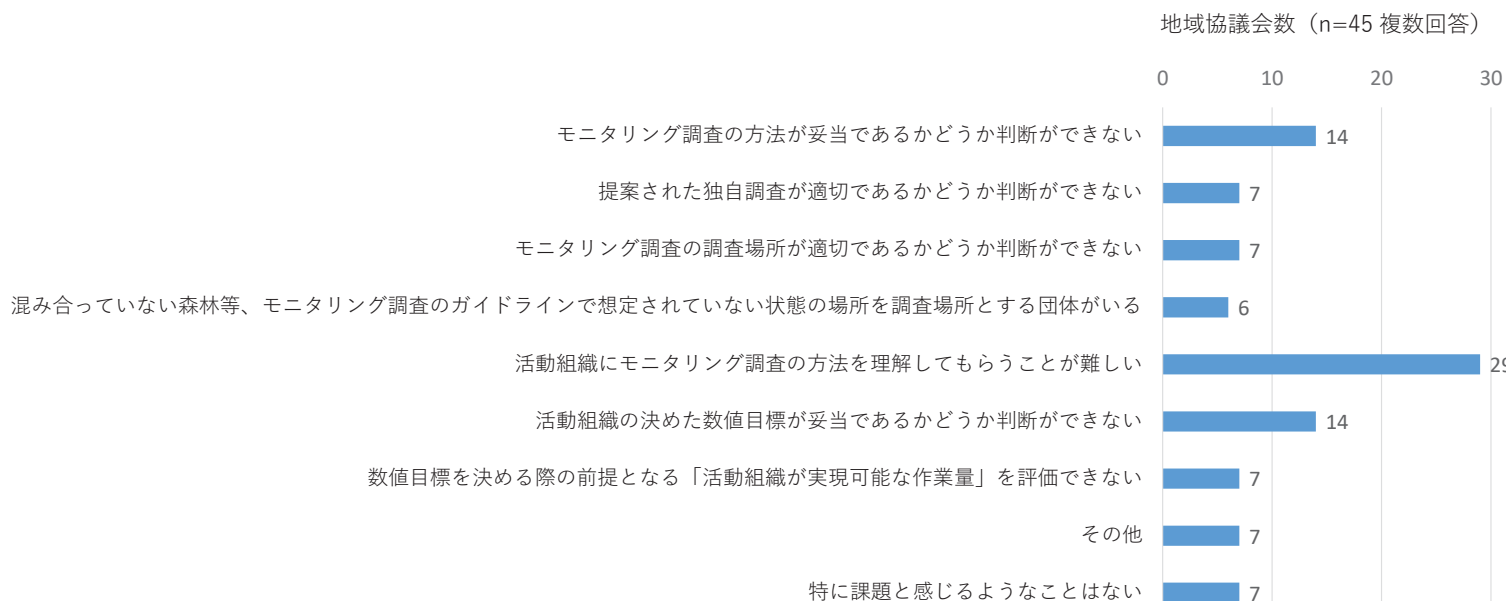 地域協議会数（n=45 複数回答）
0 10 20 30
モニタリング調査の方法が妥当であるかどうか判断ができない 14
提案された独自調査が適切であるかどうか判断ができない 7
モニタリング調査の調査場所が適切であるかどうか判断ができない 7
混み合っていない森林等、モニタリング調査のガイドラインで想定されていない状態の場所を調査場所とする団体がいる 6
活動組織にモニタリング調査の方法を理解してもらうことが難しい 29
活動組織の決めた数値目標が妥当であるかどうか判断ができない 14
数値目標を決める際の前提となる「活動組織が実現可能な作業量」を評価できない 7
その他 7
特に課題と感じるようなことはない 7